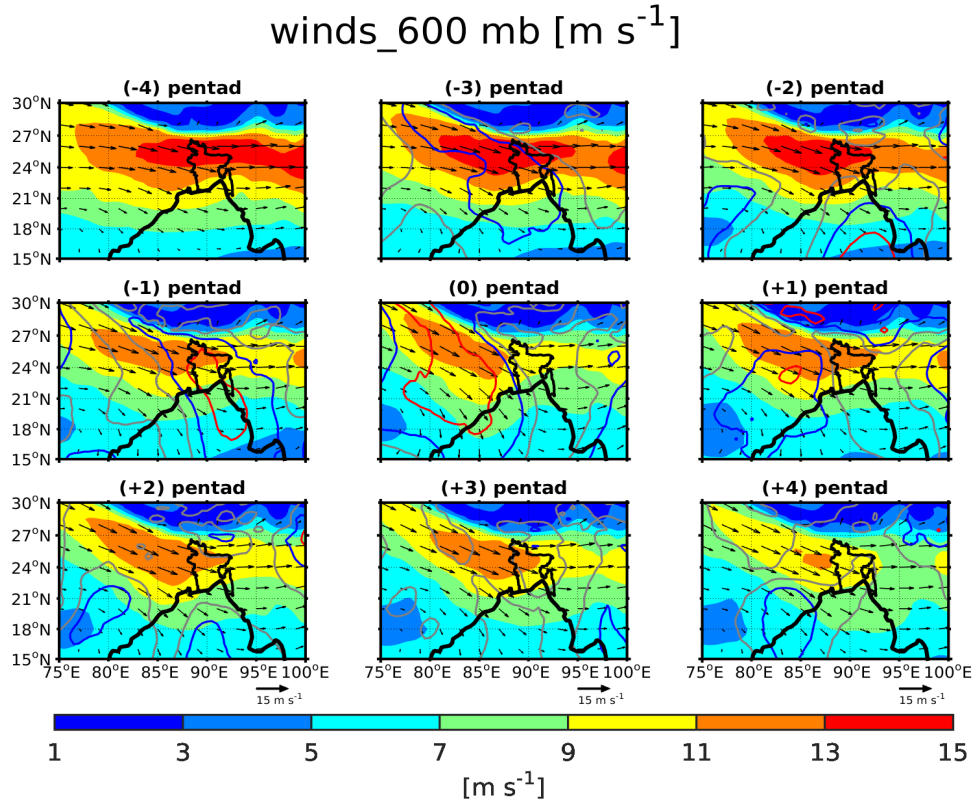 winds_600 mb [m s-1]
(-4) pentad (-3) pentad (-2) pentad
30°N
27°N
24°N
21°N
18°N
15°N
(-1) pentad (0) pentad (+1) pentad
30°N
27°N
24°N
21°N
18°N
15°N
(+2) pentad (+3) pentad (+4) pentad
30°N
27°N
24°N
21°N
18°N
15°N
75°E 80°E 85°E 90°E 95°E 100°E 75°E 80°E 85°E 90°E 95°E 100°E 75°E 80°E 85°E 90°E 95°E 100°E
15 m s-1 15 m s-1 15 m s-1
1 3 5 7 9 11 13 15
[m s-1]